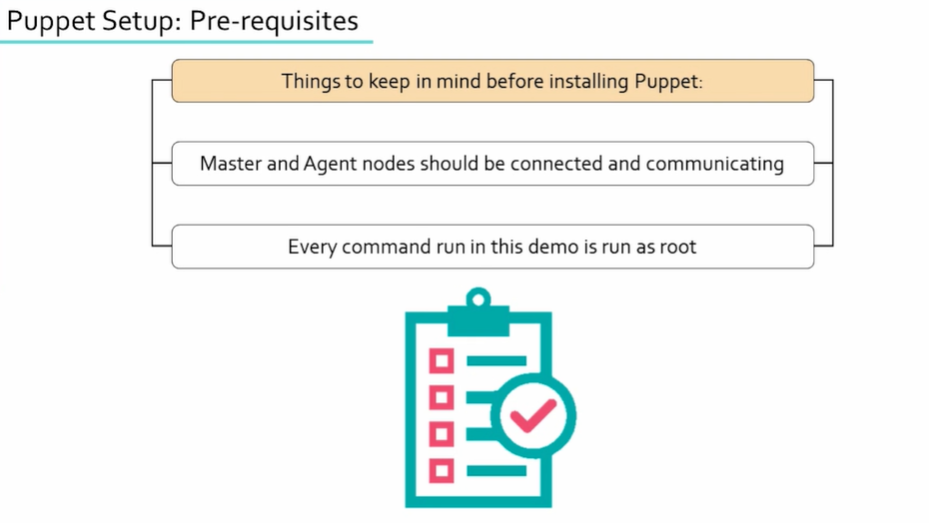 Puppet Setup: Pre-requisites
Things to keep in mind before installing Puppet:
Master and Agent nodes should be connected and communicating
Every command run in this demo is run as root